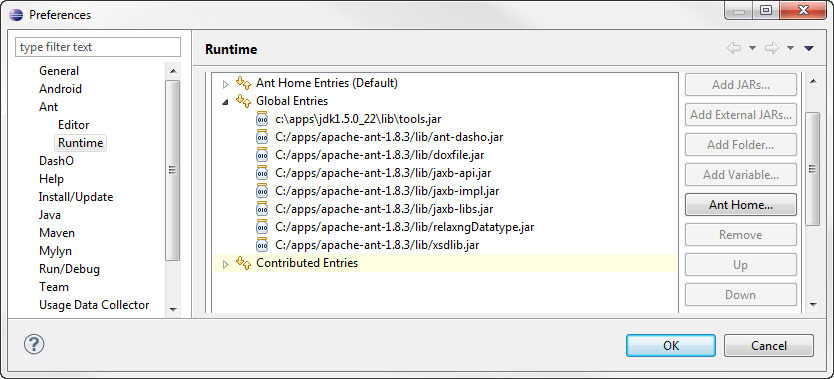 Preferences
type filter text
General
Android
Ant
Editor
Runtime
DashO
Help
Install/Update
Java
Maven
Mylyn
Run/Debug
Team
Usage Data Collector
Runtime
Ant Home Entries (Default)
Global Entries
c:\apps\jdk1.5.0_22\lib\tools.jar
C:/apps/apache-ant-1.8.3/lib/ant-dasho.jar
C:/apps/apache-ant-1.8.3/lib/doxfile.jar
C:/apps/apache-ant-1.8.3/lib/jaxb-api.jar
C:/apps/apache-ant-1.8.3/lib/jaxb-impl.jar
C:/apps/apache-ant-1.8.3/lib/jaxb-libs.jar
C:/apps/apache-ant-1.8.3/lib/relaxngDatatype.jar
C:/apps/apache-ant-1.8.3/lib/xsdlib.jar
Contributed Entries
Add JARs...
Add External JARs...
Add Folder...
Add Variable...
Ant Home...
Remove
Up
Down
?
OK
Cancel